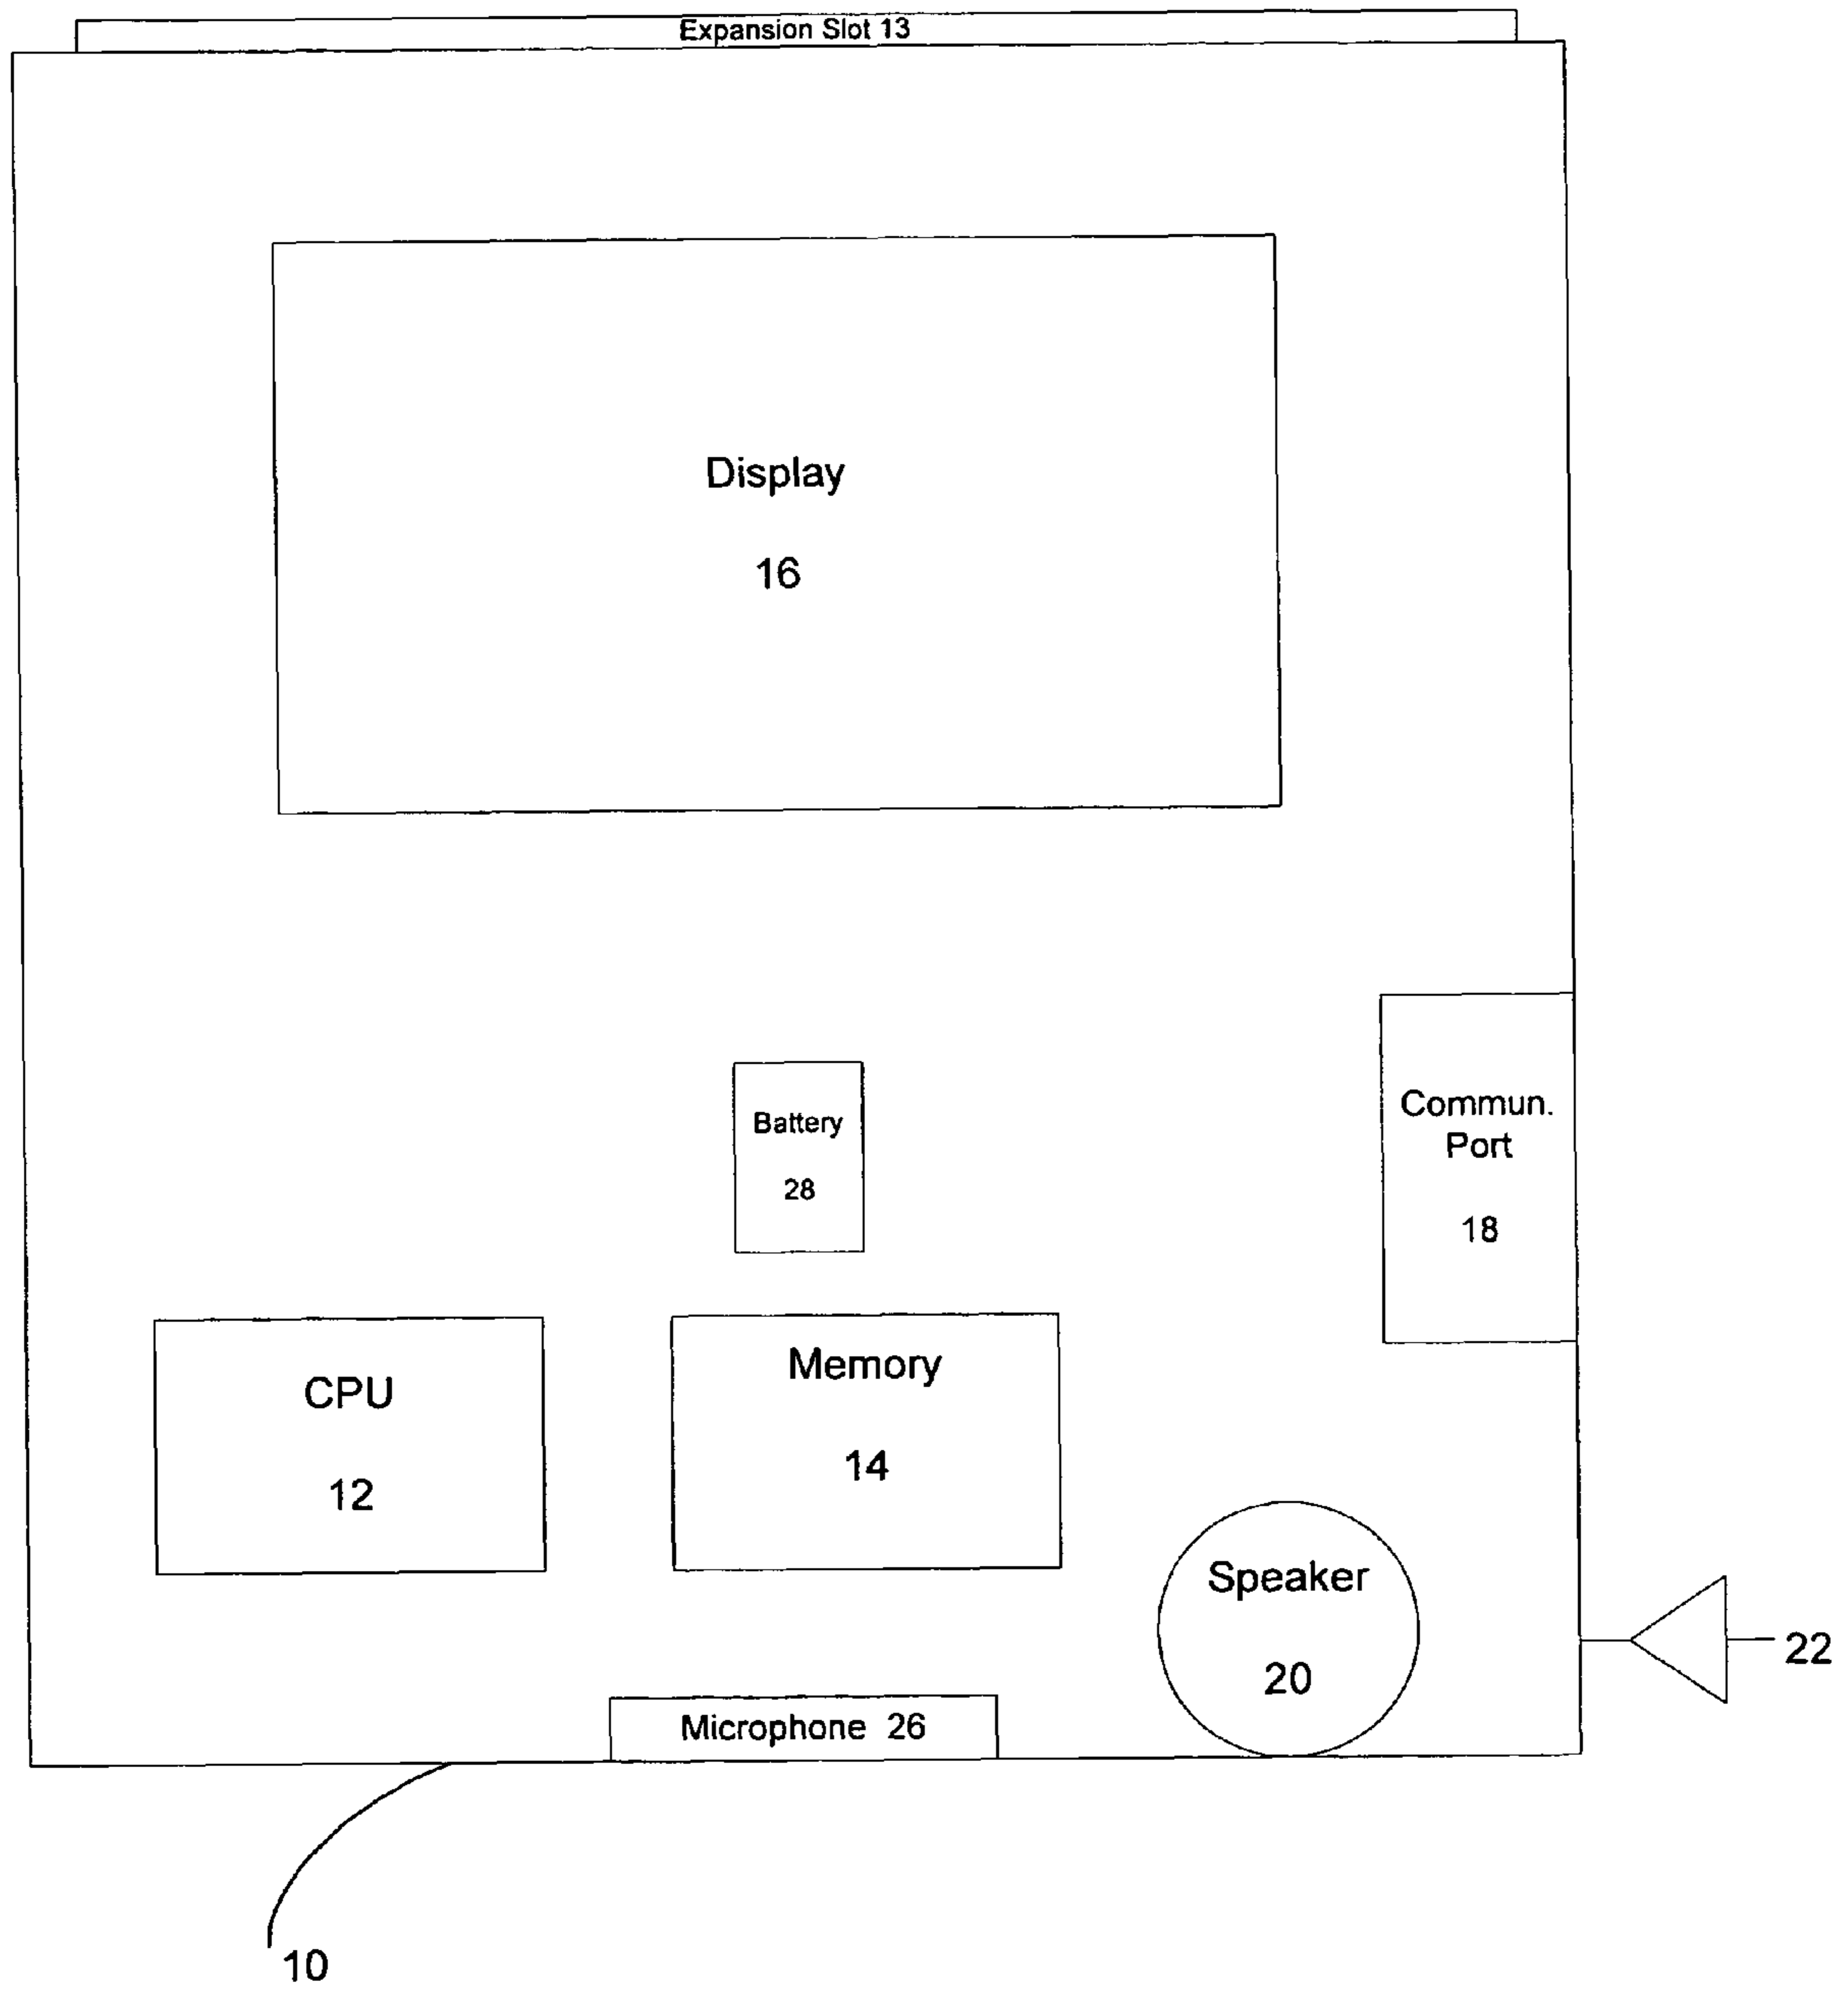 Expansion Slot 13
Display
16
Commun.
Port
18
Battery
28
CPU
12
Memory
14
Speaker
20
22
Microphone 26
10